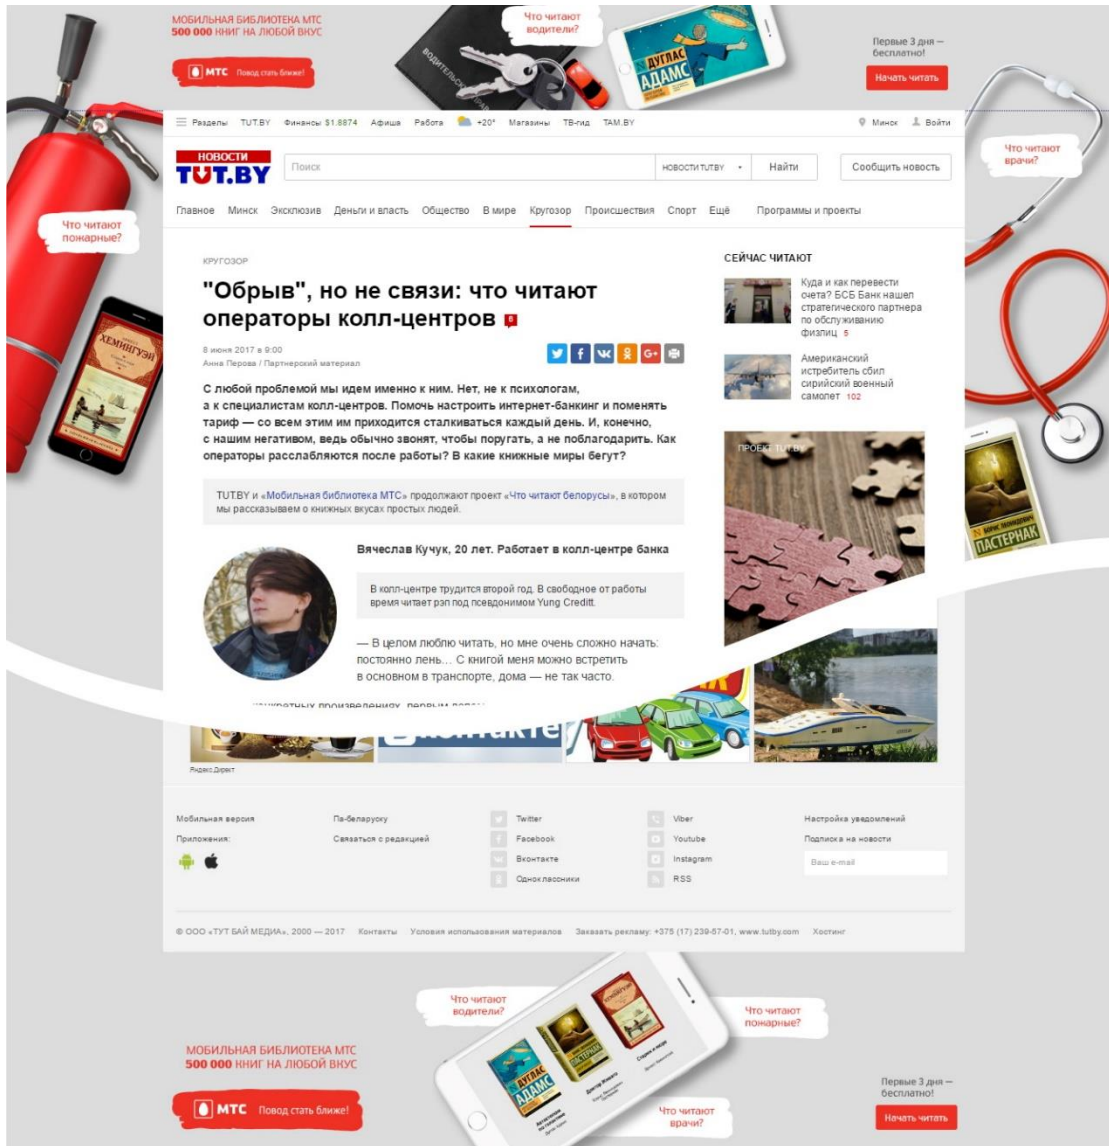 МОБИЛЬНАЯ БИБЛИОТЕКА МТС
500 000 КНИГ НА ЛЮБОЙ ВКУС
МТС Повод стать ближе!
Что читают
водители?
ВОДИТЕЛЬСК
ДУГЛАС
АДАМС
Первые 3 дня —
бесплатно!
Начать читать
Разделы TUT.BY Финансы $1.8874 Афиша Работа +20° Магазины ТВ-гид TAM.BY Минск Войти
НОВОСТИ
TUT.BY
Поиск
НОВОСТИ TUT.BY
Найти
Сообщить новость
Главное Минск Эксклюзив Деньги и власть Общество В мире Кругозор Происшествия Спорт Ещё Программы и проекты
Что читают
пожарные?
Что читают
врачи?
ХЕМИНГУЭЙ
КРУГОЗОР
"Обрыв", но не связи: что читают
операторы колл-центров 8
8 июня 2017 в 9:00
Анна Перова / Партнерский материал
С любой проблемой мы идем именно к ним. Нет, не к психологам,
а к специалистам колл-центров. Помочь настроить интернет-банкинг и поменять
тариф — со всем этим им приходится сталкиваться каждый день. И, конечно,
с нашим негативом, ведь обычно звонят, чтобы поругать, а не поблагодарить. Как
операторы расслабляются после работы? В какие книжные миры бегут?
TUT.BY и «Мобильная библиотека МТС» продолжают проект «Что читают белорусы», в котором
мы рассказываем о книжных вкусах простых людей.
Вячеслав Кучук, 20 лет. Работает в колл-центре банка
В колл-центре трудится второй год. В свободное от работы
время читает рэп под псевдонимом Yung Creditt.
— В целом люблю читать, но мне очень сложно начать:
постоянно лень... С книгой меня можно встретить
в основном в транспорте, дома — не так часто.
СЕЙЧАС ЧИТАЮТ
Куда и как перевести
счета? БСБ Банк нашел
стратегического партнера
по обслуживанию
физлиц 5
Американский
истребитель сбил
сирийский военный
самолет 102
ПРОЕКТ TUT.BY
БОРИС ЛЕОНИДОВИЧ
ПАСТЕРНАК
Яндекс.Директ
Мобильная версия
Приложения:
Па-беларуску
Связаться с редакцией
Twitter
Facebook
Вконтакте
Одноклассники
Viber
Youtube
Instagram
RSS
Настройка уведомлений
Подписка на новости
Ваш e-mail
© ООО «ТУТ БАЙ МЕДИА», 2000 — 2017 Контакты Условия использования материалов Заказать рекламу: +375 (17) 239-57-01, www.tutby.com Хостинг
Что читают
водители?
Что читают
пожарные?
Что читают
врачи?
ДУГЛАС
АДАМС
ПАСТЕРНАК
ХЕМИНГУЭЙ
Доктор Живаго
Старик и море
МОБИЛЬНАЯ БИБЛИОТЕКА МТС
500 000 КНИГ НА ЛЮБОЙ ВКУС
МТС Повод стать ближе!
Первые 3 дня —
бесплатно!
Начать читать